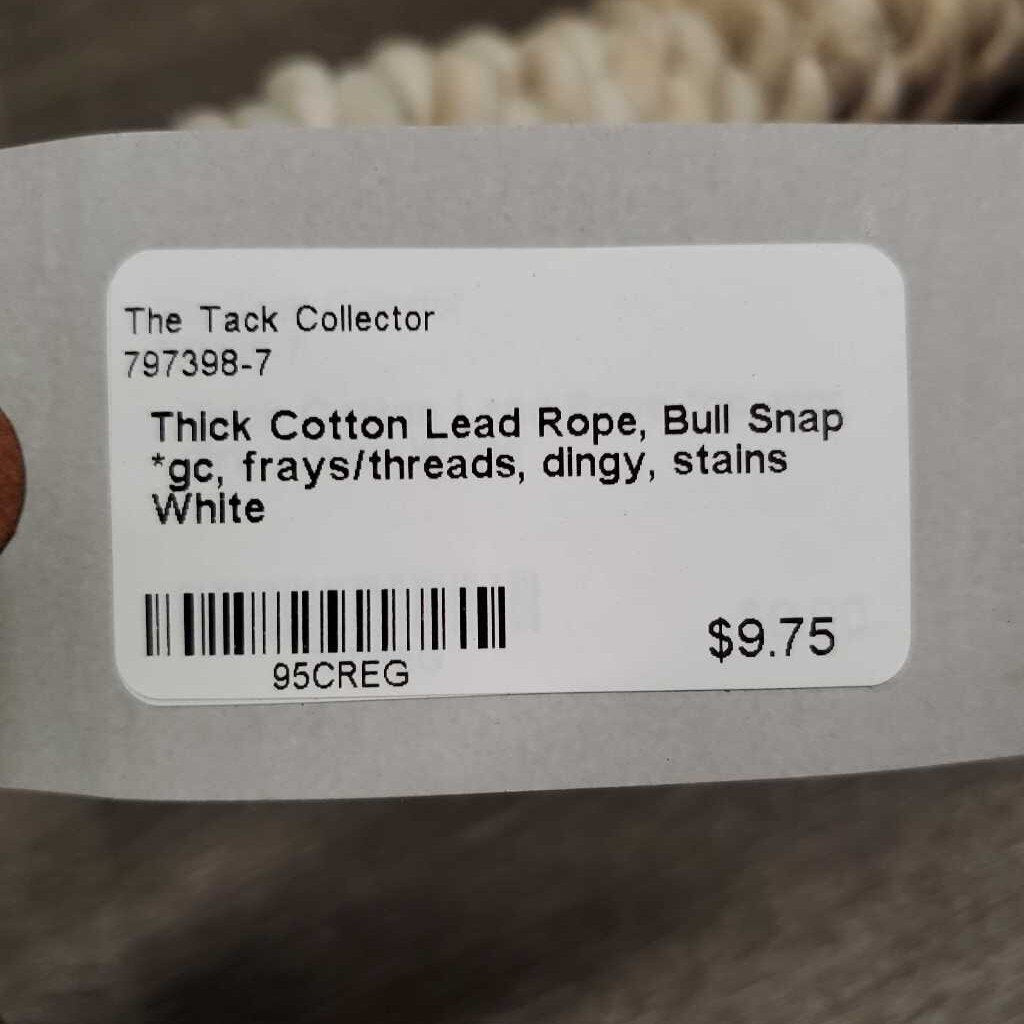 The Tack Collector
797398-7
Thick Cotton Lead Rope, Bull Snap
*gc, frays/threads, dingy, stains
White
95CREG
$9.75